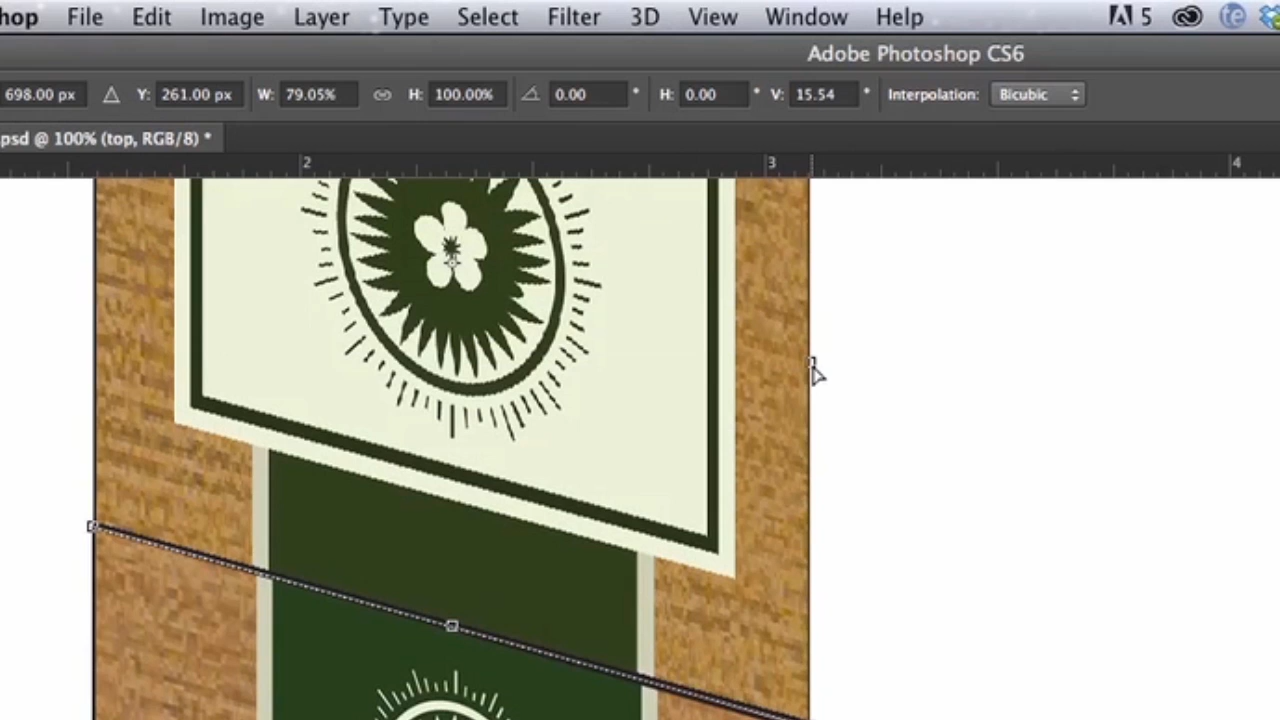 hop File Edit Image Layer Type Select Filter 3D View Window Help 5
Adobe Photoshop CS6
698.00 px Y: 261.00 px W: 79.05% H: 100.00% 0.00 ° H: 0.00 ° V: 15.54 ° Interpolation: Bicubic
psd @ 100% (top, RGB/8) *
2 3 4